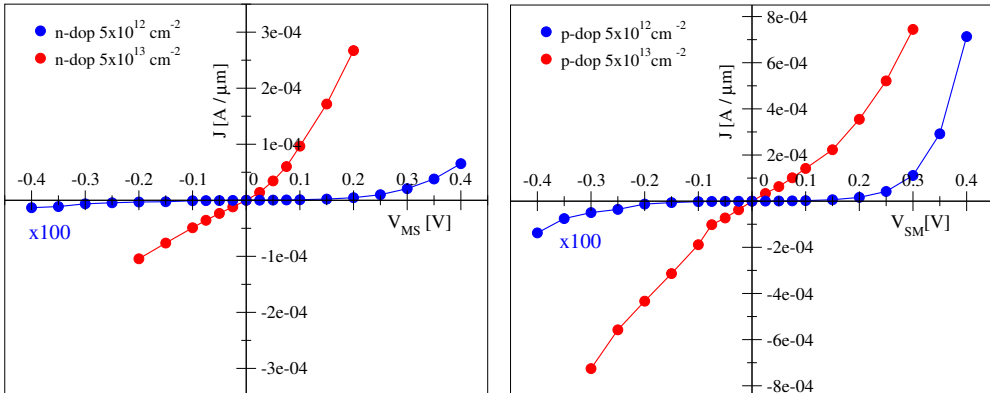 n-dop 5x10^12 cm^-2
n-dop 5x10^13 cm^-2
J [A / µm]
3e-04
2e-04
1e-04
-0.4 -0.3 -0.2 -0.1 0.0 0.1 0.2 0.3 0.4
x100
V_MS [V]
-1e-04
-2e-04
-3e-04
p-dop 5x10^12 cm^-2
p-dop 5x10^13 cm^-2
J [A / µm]
8e-04
6e-04
4e-04
2e-04
-0.4 -0.3 -0.2 -0.1 0.0 0.1 0.2 0.3 0.4
x100
V_SM [V]
-2e-04
-4e-04
-6e-04
-8e-04